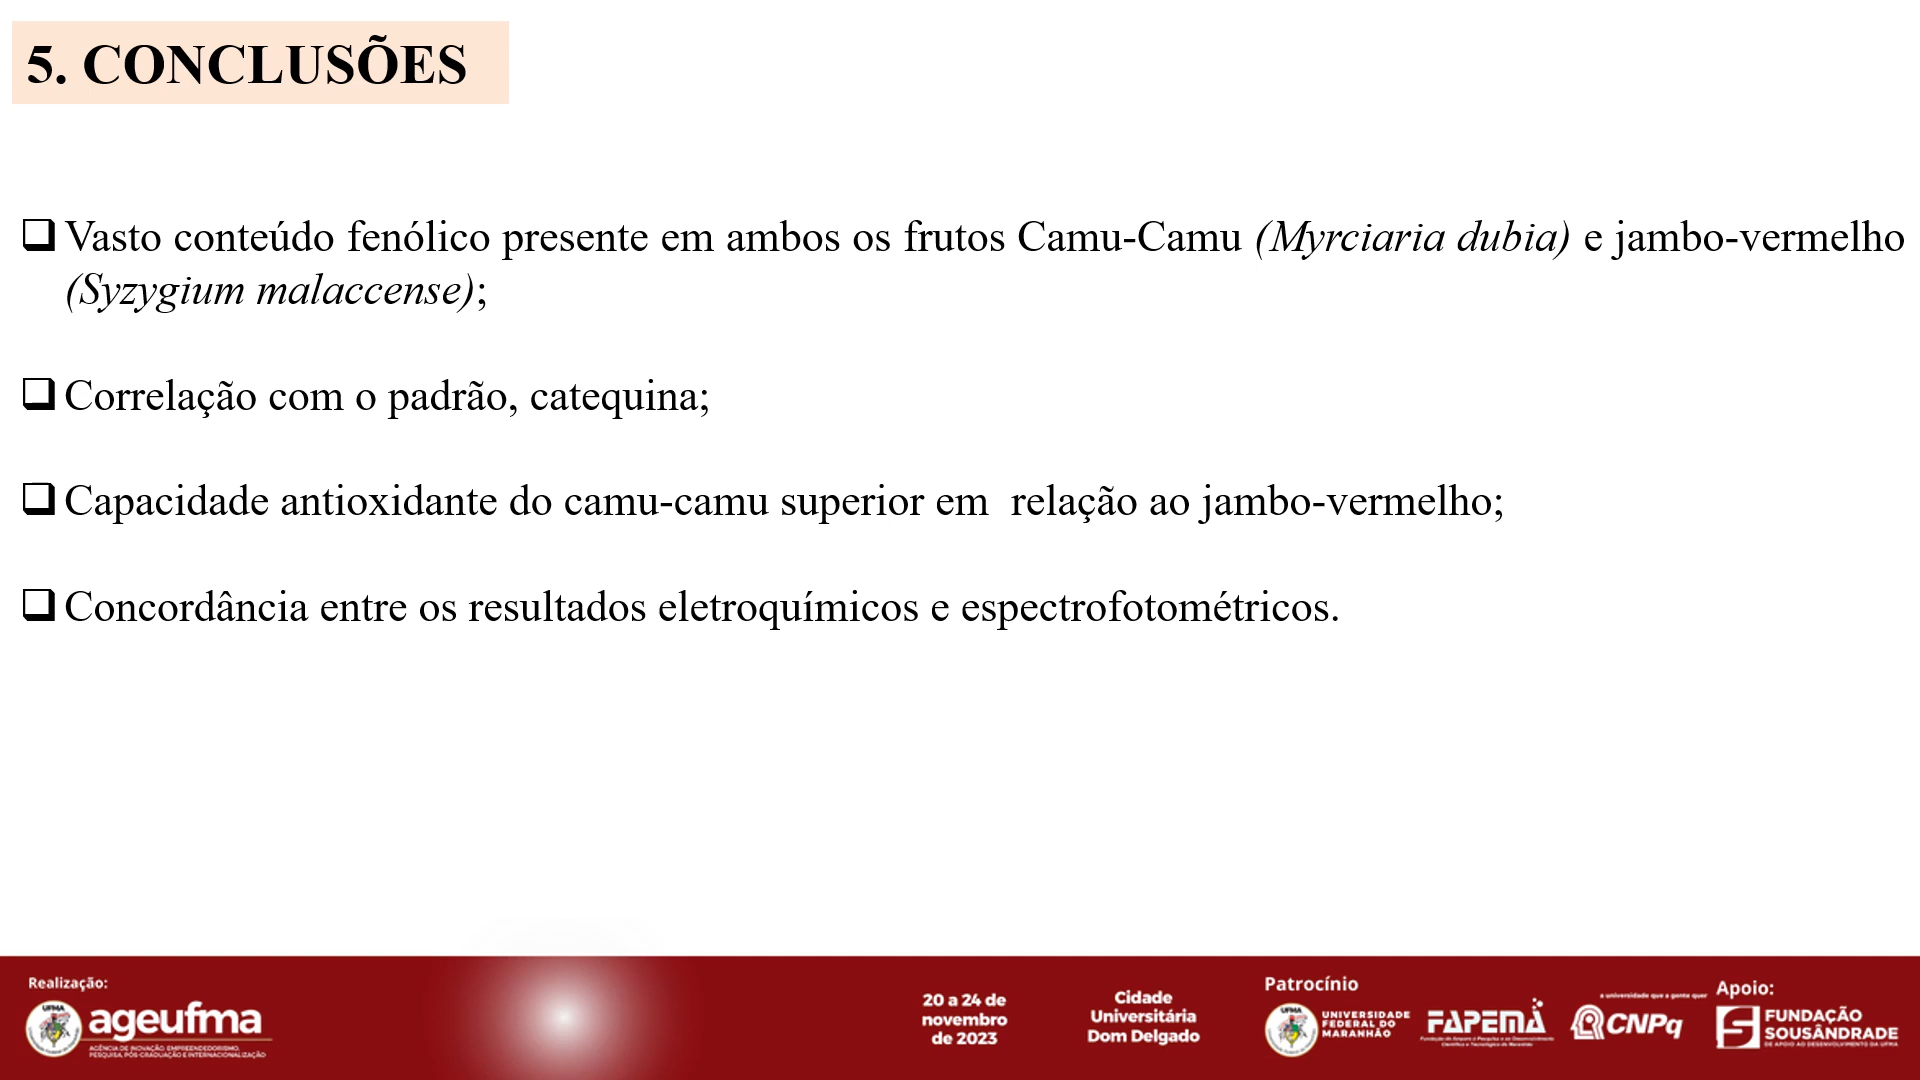 5. CONCLUSÕES
Vasto conteúdo fenólico presente em ambos os frutos Camu-Camu (Myrciaria dubia) e jambo-vermelho
(Syzygium malaccense);
Correlação com o padrão, catequina;
Capacidade antioxidante do camu-camu superior em  relação ao jambo-vermelho;
Concordância entre os resultados eletroquímicos e espectrofotométricos.
Realização:
UFMA
ageufma
AGÊNCIA DE INOVAÇÃO, EMPREENDEDORISMO,
PESQUISA, PÓS-GRADUAÇÃO E INTERNACIONALIZAÇÃO
20 a 24 de
novembro
de 2023
Cidade
Universitária
Dom Delgado
Patrocínio
UFMA
UNIVERSIDADE
FEDERAL DO
MARANHÃO
FAPEMA
Fundação de Amparo à Pesquisa e ao Desenvolvimento
Científico e Tecnológico do Maranhão
a universidade que a gente quer
CNPq
Apoio:
FUNDAÇÃO
SOUSÂNDRADE
DE APOIO AO DESENVOLVIMENTO DA UFMA